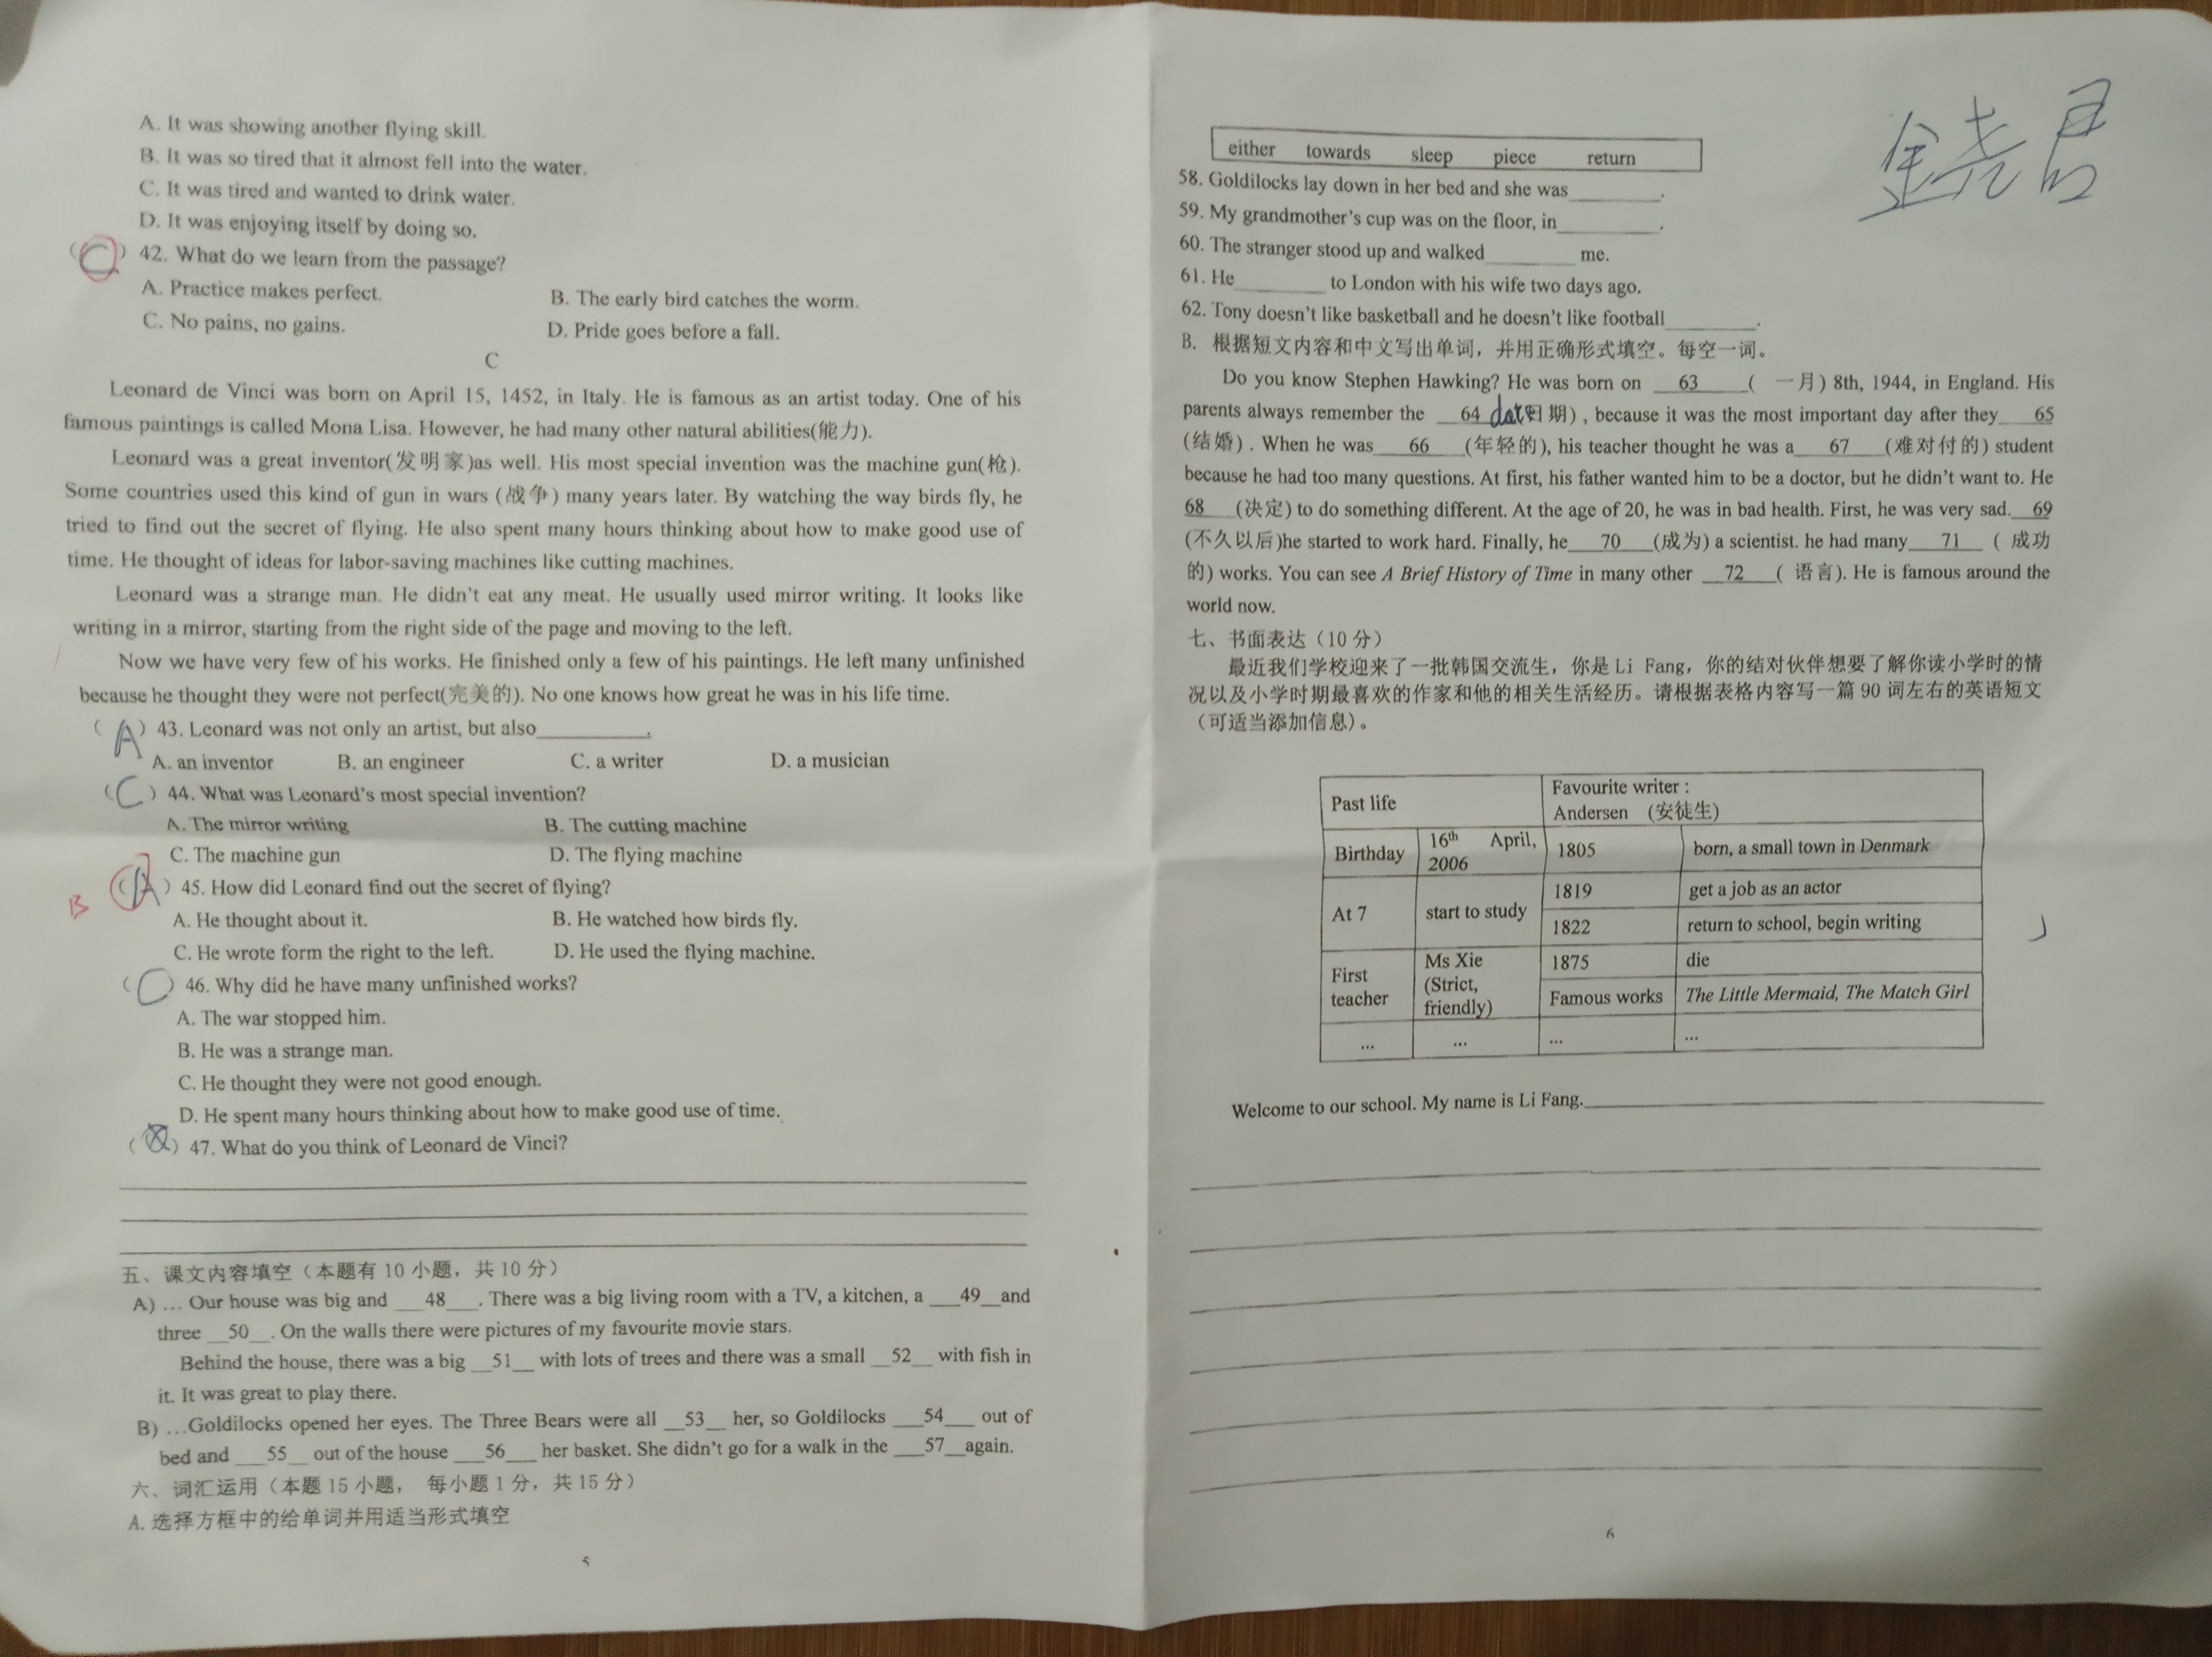 A. It was showing another flying skill.
B. It was so tired that it almost fell into the water.
C. It was tired and wanted to drink water.
D. It was enjoying itself by doing so.
( C ) 42. What do we learn from the passage?
A. Practice makes perfect. B. The early bird catches the worm.
C. No pains, no gains. D. Pride goes before a fall.
C
Leonard de Vinci was born on April 15, 1452, in Italy. He is famous as an artist today. One of his
famous paintings is called Mona Lisa. However, he had many other natural abilities(能力).
Leonard was a great inventor(发明家)as well. His most special invention was the machine gun(枪).
Some countries used this kind of gun in wars (战争) many years later. By watching the way birds fly, he
tried to find out the secret of flying. He also spent many hours thinking about how to make good use of
time. He thought of ideas for labor-saving machines like cutting machines.
Leonard was a strange man. He didn't eat any meat. He usually used mirror writing. It looks like
writing in a mirror, starting from the right side of the page and moving to the left.
Now we have very few of his works. He finished only a few of his paintings. He left many unfinished
because he thought they were not perfect(完美的). No one knows how great he was in his life time.
( A ) 43. Leonard was not only an artist, but also__________.
A. an inventor B. an engineer C. a writer D. a musician
( C ) 44. What was Leonard's most special invention?
A. The mirror writing B. The cutting machine
C. The machine gun D. The flying machine
B ( A ) 45. How did Leonard find out the secret of flying?
A. He thought about it. B. He watched how birds fly.
C. He wrote form the right to the left. D. He used the flying machine.
( C ) 46. Why did he have many unfinished works?
A. The war stopped him.
B. He was a strange man.
C. He thought they were not good enough.
D. He spent many hours thinking about how to make good use of time.
( ) 47. What do you think of Leonard de Vinci?
五、课文内容填空（本题有 10 小题，共 10 分）
A) … Our house was big and ___48___. There was a big living room with a TV, a kitchen, a ___49__and
three __50__. On the walls there were pictures of my favourite movie stars.
Behind the house, there was a big __51__ with lots of trees and there was a small __52__ with fish in
it. It was great to play there.
B) …Goldilocks opened her eyes. The Three Bears were all __53__ her, so Goldilocks ___54___ out of
bed and ___55__ out of the house ___56___ her basket. She didn't go for a walk in the ___57__again.
六、词汇运用（本题 15 小题， 每小题 1 分，共 15 分）
A. 选择方框中的给单词并用适当形式填空
5
either towards sleep piece return
58. Goldilocks lay down in her bed and she was_________.
59. My grandmother's cup was on the floor, in_________.
60. The stranger stood up and walked________ me.
61. He_________ to London with his wife two days ago.
62. Tony doesn't like basketball and he doesn't like football_________.
B. 根据短文内容和中文写出单词，并用正确形式填空。每空一词。
Do you know Stephen Hawking? He was born on __63___( 一月) 8th, 1944, in England. His
parents always remember the __64 date(日期) , because it was the most important day after they___65
(结婚) . When he was___66___(年轻的), his teacher thought he was a___67___(难对付的) student
because he had too many questions. At first, his father wanted him to be a doctor, but he didn't want to. He
68___(决定) to do something different. At the age of 20, he was in bad health. First, he was very sad.__69
(不久以后)he started to work hard. Finally, he___70___(成为) a scientist. he had many___71__ ( 成功
的) works. You can see A Brief History of Time in many other __72___( 语言). He is famous around the
world now.
七、书面表达（10 分）
最近我们学校迎来了一批韩国交流生，你是 Li Fang，你的结对伙伴想要了解你读小学时的情
况以及小学时期最喜欢的作家和他的相关生活经历。请根据表格内容写一篇 90 词左右的英语短文
（可适当添加信息）。
Past life Favourite writer :
Andersen （安徒生）
Birthday 16th April, 2006 1805 born, a small town in Denmark
At 7 start to study 1819 get a job as an actor
1822 return to school, begin writing
First teacher Ms Xie (Strict, friendly) 1875 die
Famous works The Little Mermaid, The Match Girl
... ... ... ...
Welcome to our school. My name is Li Fang.
6